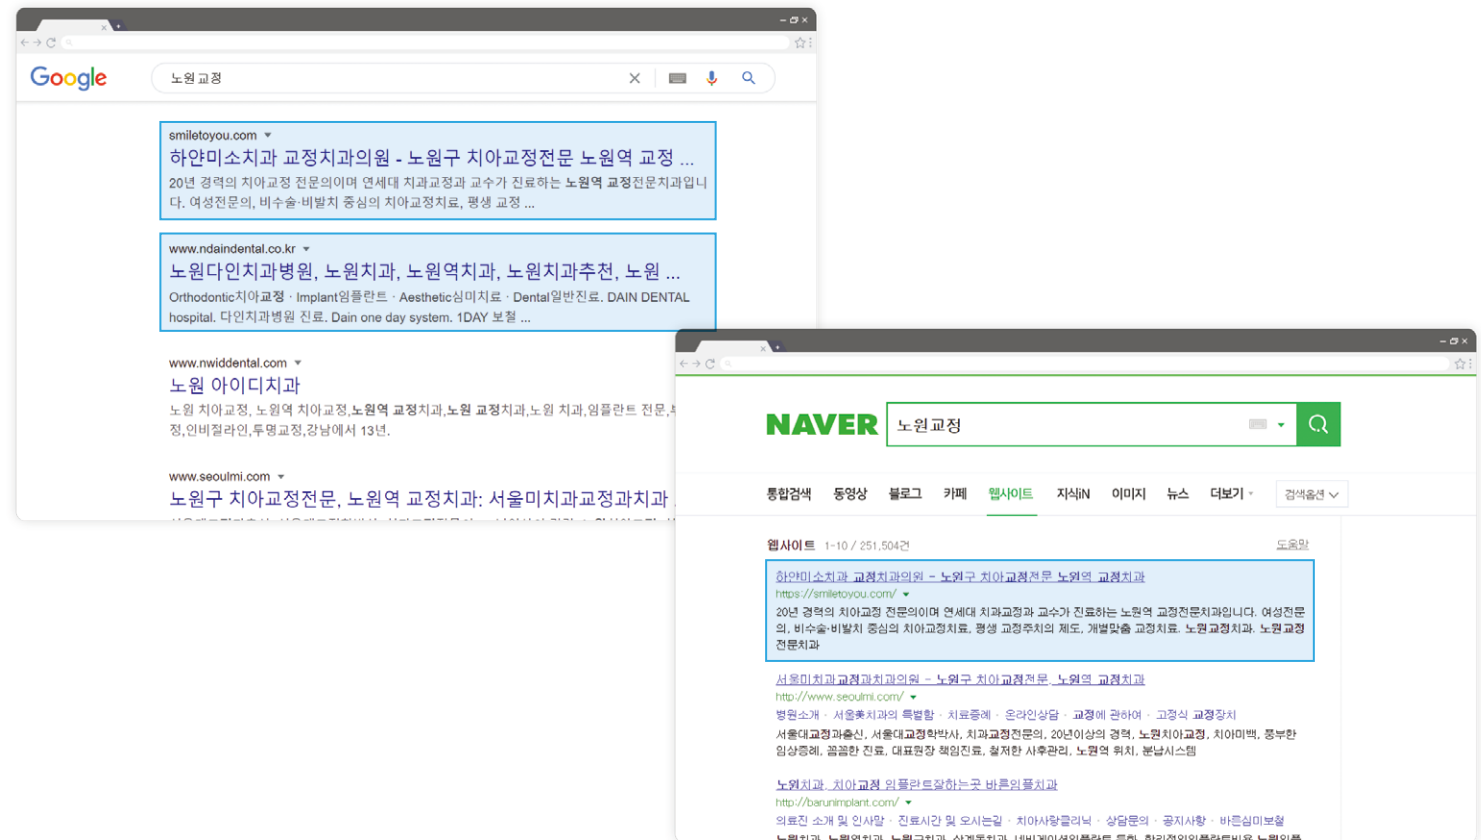 Google
노원교정
smiletoyou.com
하얀미소치과 교정치과의원 - 노원구 치아교정전문 노원역 교정 ...
20년 경력의 치아교정 전문의이며 연세대 치과교정과 교수가 진료하는 노원역 교정전문치과입니
다. 여성전문의, 비수술·비발치 중심의 치아교정치료, 평생 교정 ...
www.ndaindental.co.kr
노원다인치과병원, 노원치과, 노원역치과, 노원치과추천, 노원 ...
Orthodontic치아교정 · Implant임플란트 · Aesthetic심미치료 · Dental일반진료. DAIN DENTAL
hospital. 다인치과병원 진료. Dain one day system. 1DAY 보철 ...
www.nwiddental.com
노원 아이디치과
노원 치아교정, 노원역 치아교정,노원역 교정치과,노원 교정치과,노원 치과,임플란트 전문,
정,인비절라인,투명교정,강남에서 13년.
www.seoulmi.com
노원구 치아교정전문, 노원역 교정치과: 서울미치과교정과치과
NAVER
노원교정
통합검색 동영상 블로그 카페 웹사이트 지식iN 이미지 뉴스 더보기 검색옵션
웹사이트 1-10 / 251,504건 도움말
하얀미소치과 교정치과의원 - 노원구 치아교정전문 노원역 교정치과
https://smiletoyou.com/
20년 경력의 치아교정 전문의이며 연세대 치과교정과 교수가 진료하는 노원역 교정전문치과입니다. 여성전문
의, 비수술·비발치 중심의 치아교정치료, 평생 교정주치의 제도, 개별맞춤 교정치료. 노원교정치과. 노원교정
전문치과
서울미치과교정과치과의원 - 노원구 치아교정전문, 노원역 교정치과
http://www.seoulmi.com/
병원소개 · 서울美치과의 특별함 · 치료증례 · 온라인상담 · 교정에 관하여 · 고정식 교정장치
서울대교정과출신, 서울대교정학박사, 치과교정전문의, 20년이상의 경력, 노원치아교정, 치아미백, 풍부한
임상증례, 꼼꼼한 진료, 대표원장 책임진료, 철저한 사후관리, 노원역 위치, 분납시스템
노원치과, 치아교정 임플란트잘하는곳 바른임플치과
http://barunimplant.com/
의료진 소개 및 인사말 · 진료시간 및 오시는길 · 치아사랑클리닉 · 상담문의 · 공지사항 · 바른심미보철